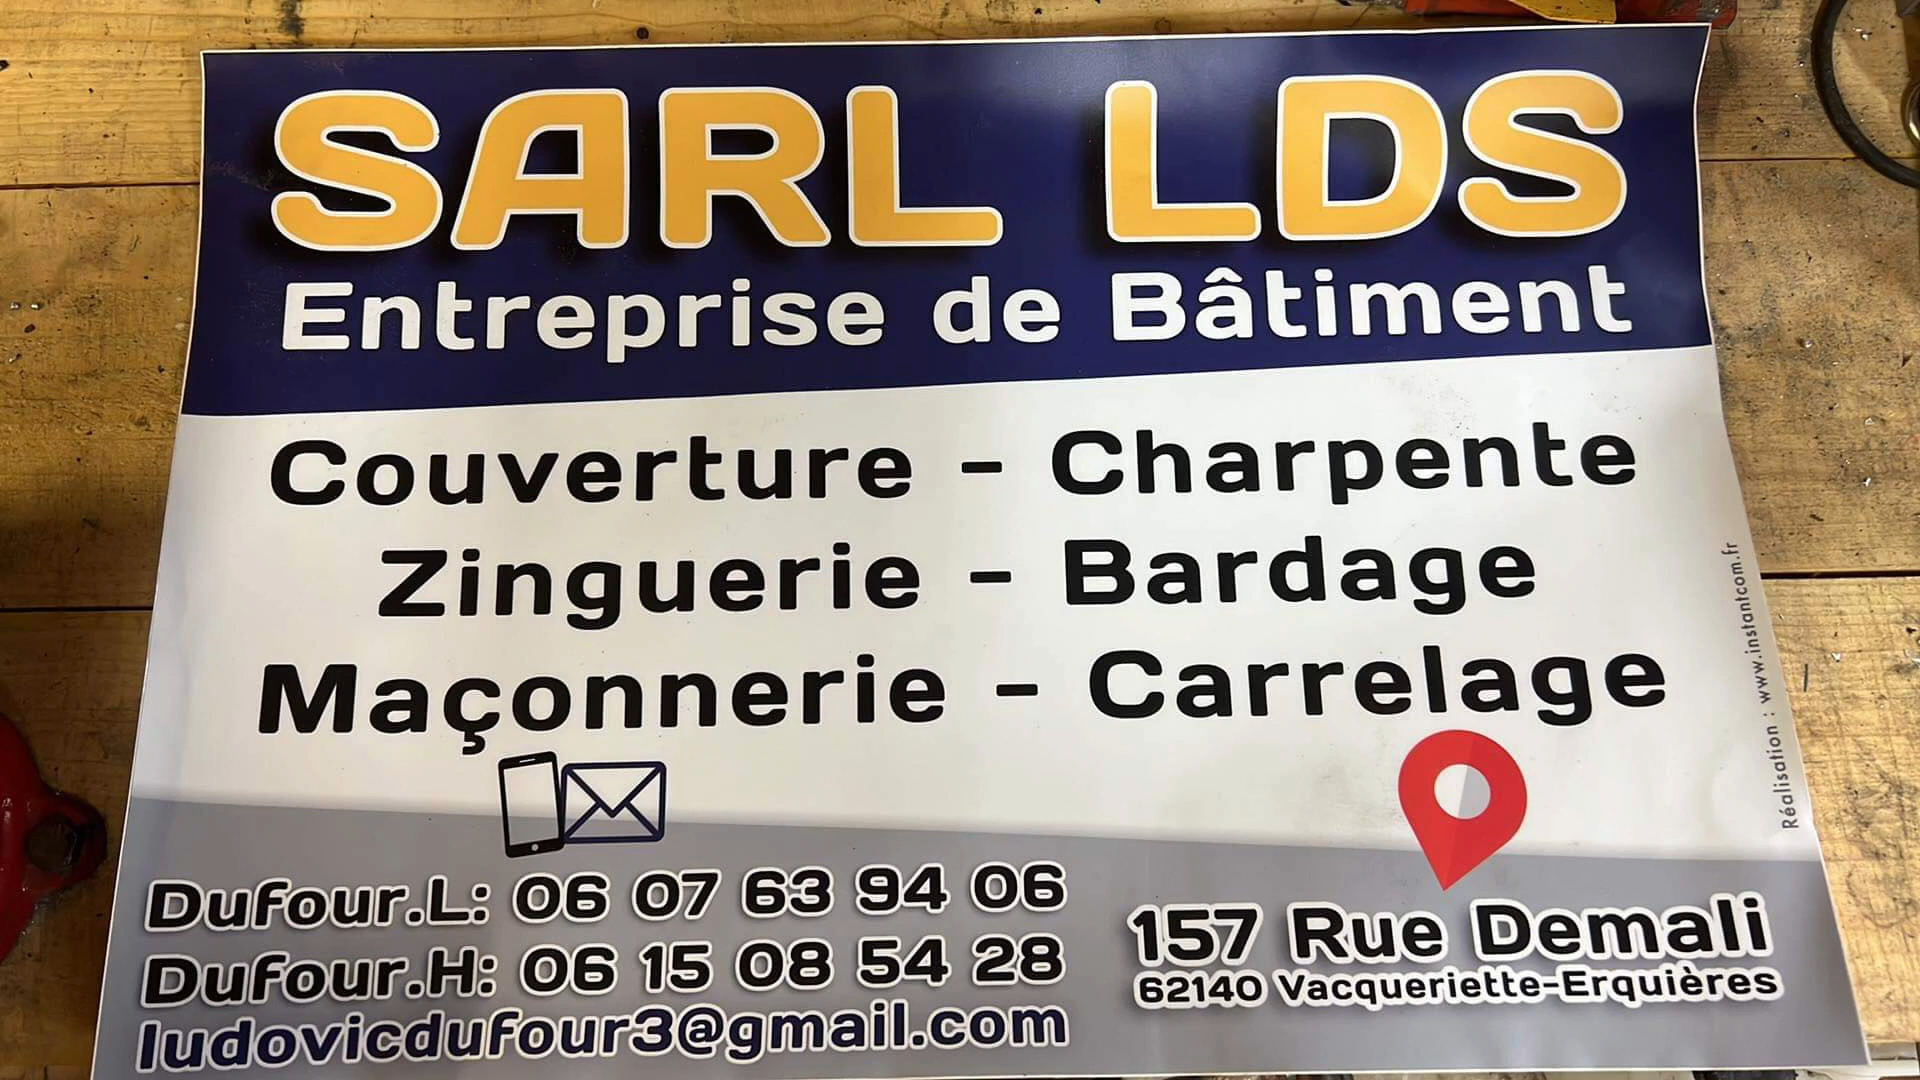 SARL LDS
Entreprise de Bâtiment
Couverture - Charpente
Zinguerie - Bardage
Maçonnerie - Carrelage
Dufour.L: 06 07 63 94 06
Dufour.H: 06 15 08 54 28
ludovicdufour3@gmail.com
157 Rue Demali
62140 Vacqueriette-Erquières
Réalisation : www.instantcom.fr